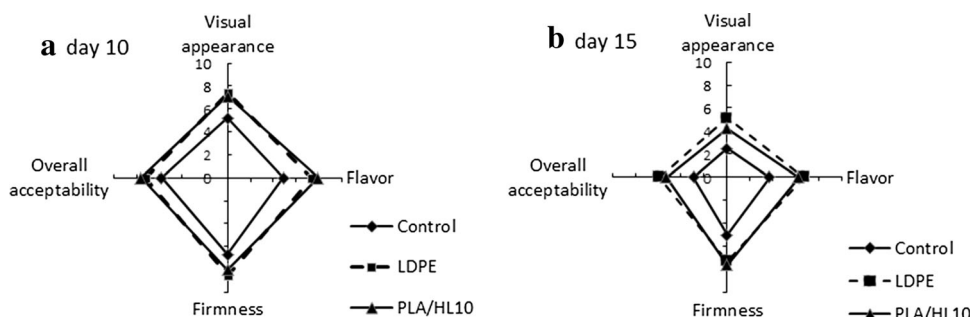 a day 10
Visual
appearance
10
8
6
4
2
0
Overall
acceptability
Flavor
Firmness
Control
LDPE
PLA/HL10
b day 15
Visual
appearance
10
8
6
4
2
0
Overall
acceptability
Flavor
Firmness
Control
LDPE
PLA/HL10